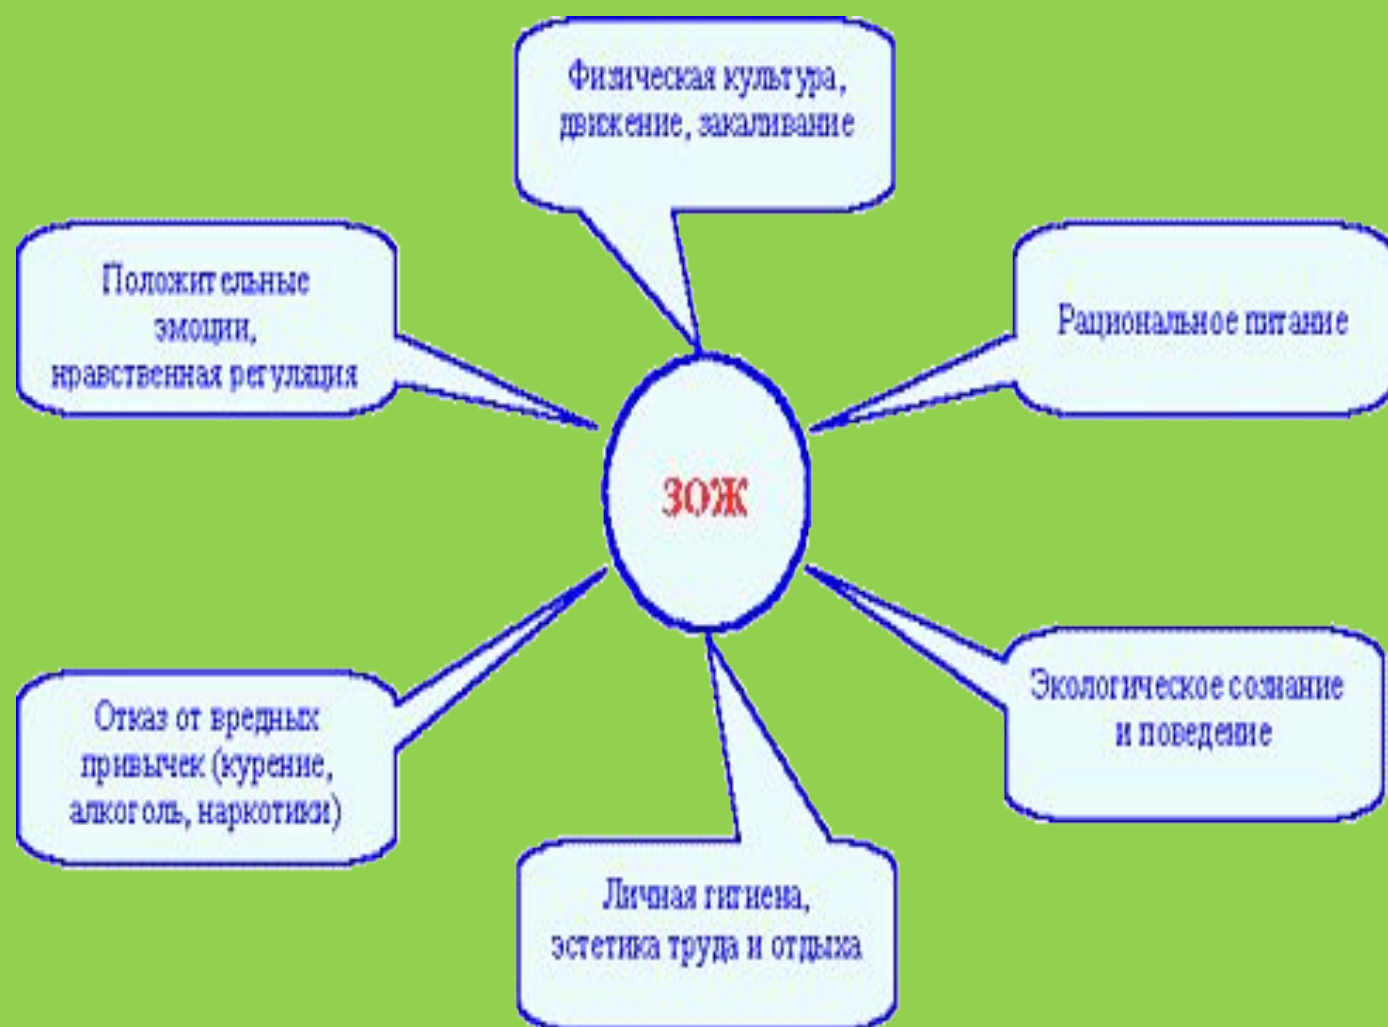 Физическая культура,
движение, закаливание
Положительные
эмоции,
нравственная регуляция
Рациональное питание
ЗОЖ
Отказ от вредных
привычек (курение,
алкоголь, наркотики)
Экологическое сознание
и поведение
Личная гигиена,
эстетика труда и отдыха